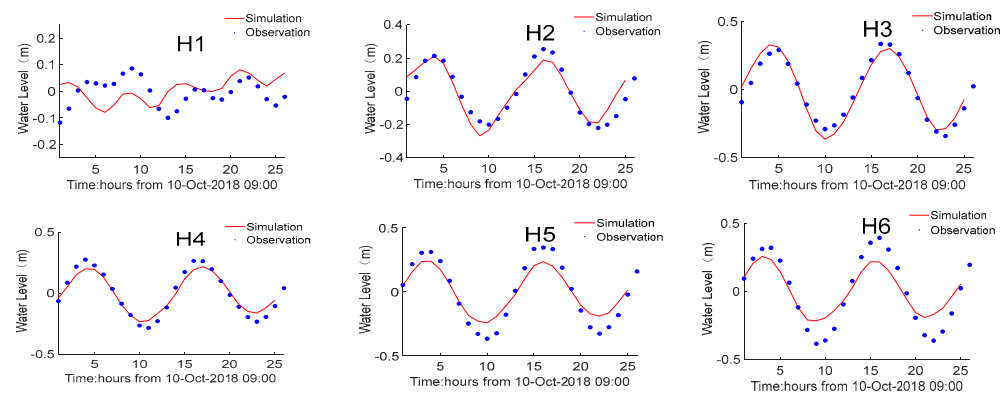 Simulation
Observation
H1
Water Level（m）
0.2
0.1
0
-0.1
-0.2
5 10 15 20 25
Time:hours from 10-Oct-2018 09:00
Simulation
Observation
H2
Water Level（m）
0.4
0.2
0
-0.2
-0.4
5 10 15 20 25
Time:hours from 10-Oct-2018 09:00
Simulation
Observation
H3
Water Level（m）
0.5
0
-0.5
5 10 15 20 25
Time:hours from 10-Oct-2018 09:00
Simulation
Observation
H4
Water Level（m）
0.5
0
-0.5
5 10 15 20 25
Time:hours from 10-Oct-2018 09:00
Simulation
Observation
H5
Water Level（m）
0.5
0
-0.5
5 10 15 20 25
Time:hours from 10-Oct-2018 09:00
Simulation
Observation
H6
Water Level（m）
0.5
0
-0.5
5 10 15 20 25
Time:hours from 10-Oct-2018 09:00